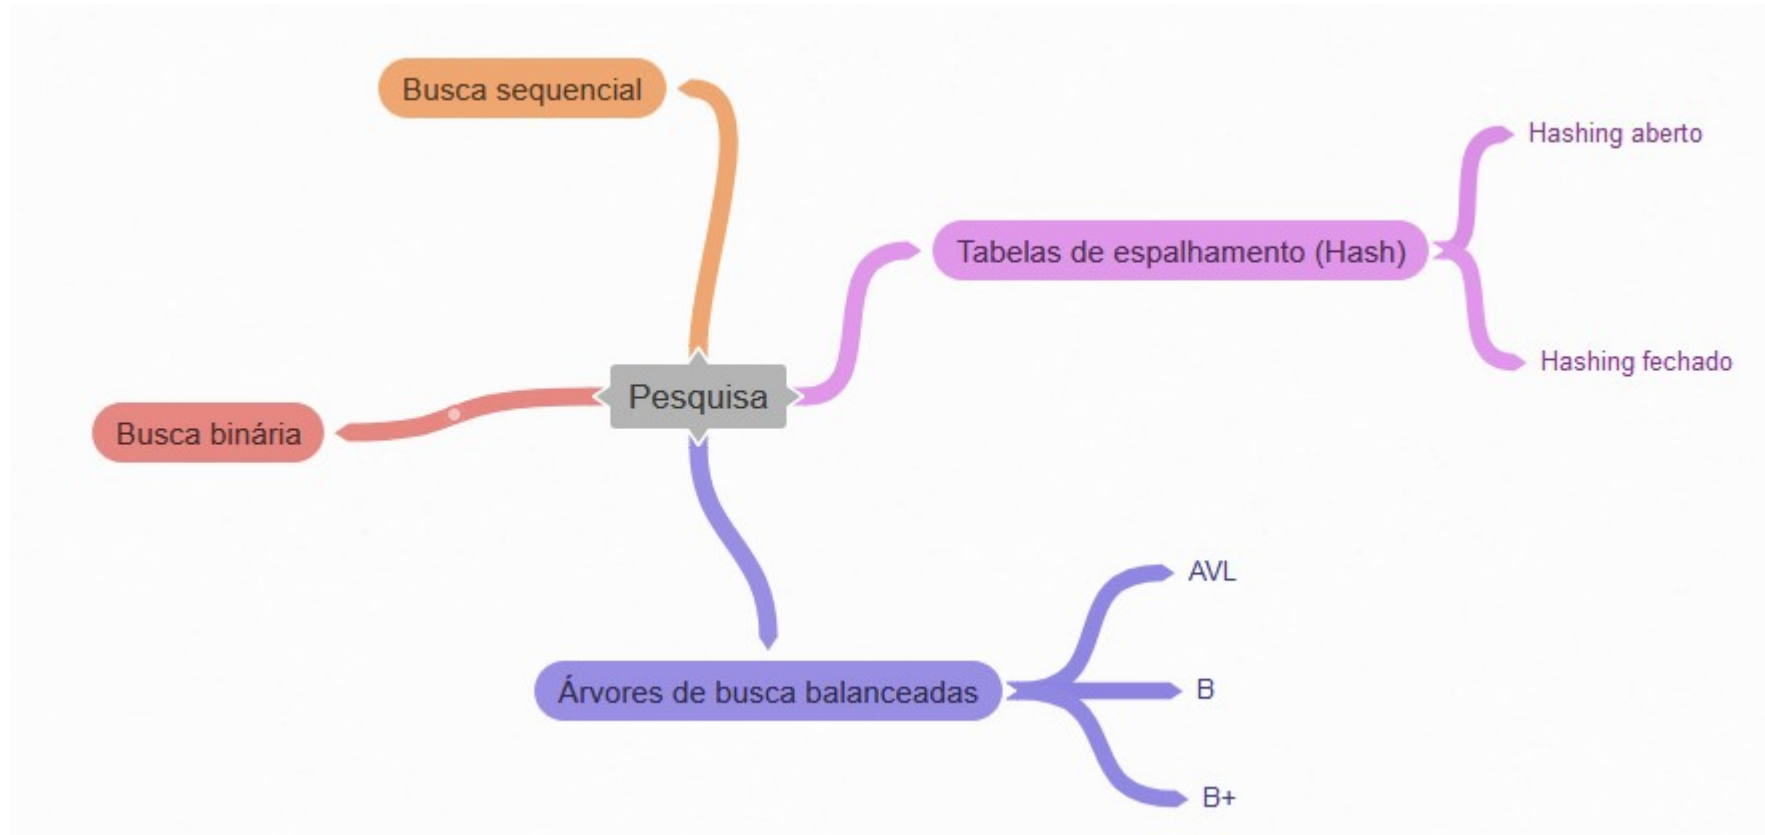 Busca sequencial
Hashing aberto
Tabelas de espalhamento (Hash)
Hashing fechado
Pesquisa
Busca binária
AVL
Árvores de busca balanceadas
B
B+